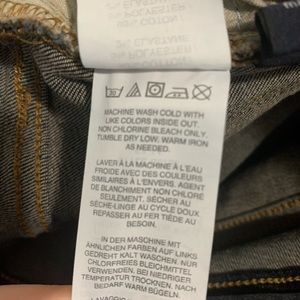 MACHINE WASH COLD WITH
LIKE COLORS INSIDE OUT.
NON CHLORINE BLEACH ONLY.
TUMBLE DRY LOW. WARM IRON
AS NEEDED.
LAVER À LA MACHINE À L'EAU
FROIDE AVEC DES COULEURS
SIMILAIRES À L'ENVERS. AGENT
DE BLANCHIMENT NON CHLORÉ
SEULEMENT. SÉCHER AU
SÈCHE-LINGE AU CYCLE DOUX
REPASSER AU FER TIÈDE AU
BESOIN.
IN DER MASCHINE MIT
ÄHNLICHEN FARBEN AUF LINKS
GEDREHT KALT WASCHEN. NUR
CHLORFREIES BLEICHMITTEL
VERWENDEN. BEI NIEDRIGER
TEMPERATUR TROCKNEN. NACH
BEDARF WARM BÜGELN.
LAVAGGIO